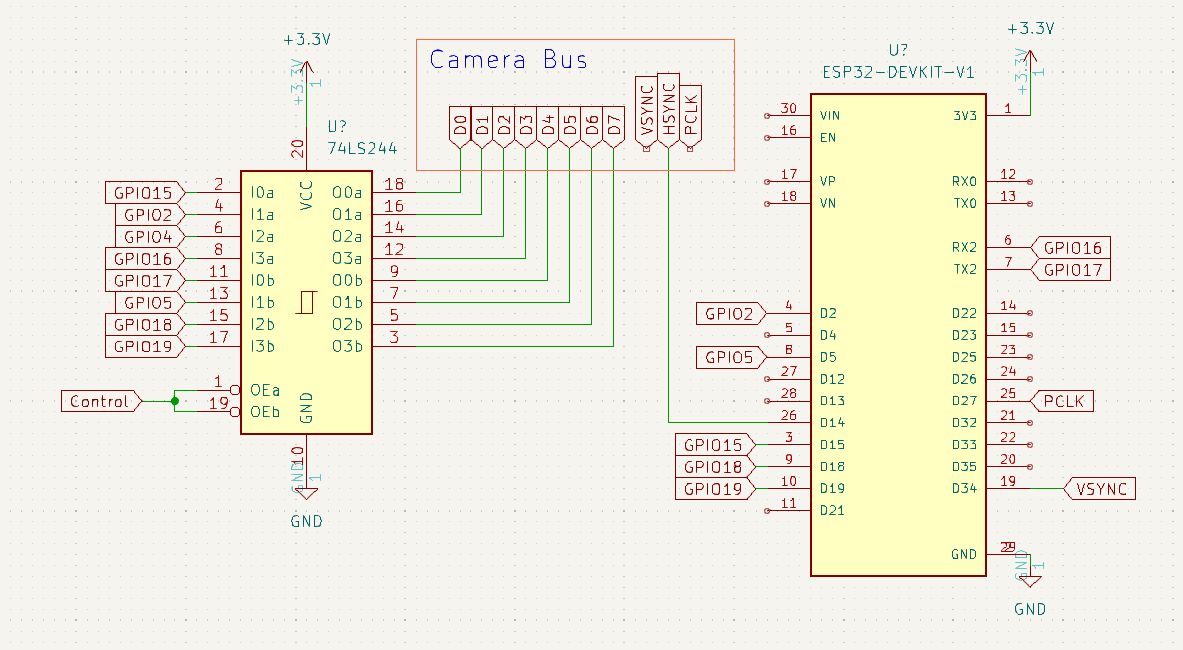 +3.3V
+3.3V
1
Camera Bus
D0 D1 D2 D3 D4 D5 D6 D7
VSYNC HSYNC PCLK
U?
74LS244
20
VCC
GPIO15 2 I0a O0a 18
GPIO2 4 I1a O1a 16
GPIO4 6 I2a O2a 14
GPIO16 8 I3a O3a 12
GPIO17 11 I0b O0b 9
GPIO5 13 I1b O1b 7
GPIO18 15 I2b O2b 5
GPIO19 17 I3b O3b 3
Control
1 OEa
19 OEb
GND
10
GND
1
GND
+3.3V
+3.3V
1
U?
ESP32-DEVKIT-V1
30 VIN 3V3 1
16 EN
17 VP RX0 12
18 VN TX0 13
RX2 6 GPIO16
TX2 7 GPIO17
GPIO2 4 D2 D22 14
5 D4 D23 15
GPIO5 8 D5 D25 23
27 D12 D26 24
28 D13 D27 25 PCLK
26 D14 D32 21
GPIO15 3 D15 D33 22
GPIO18 9 D18 D35 20
GPIO19 10 D19 D34 19 VSYNC
11 D21
GND
GND
1
GND